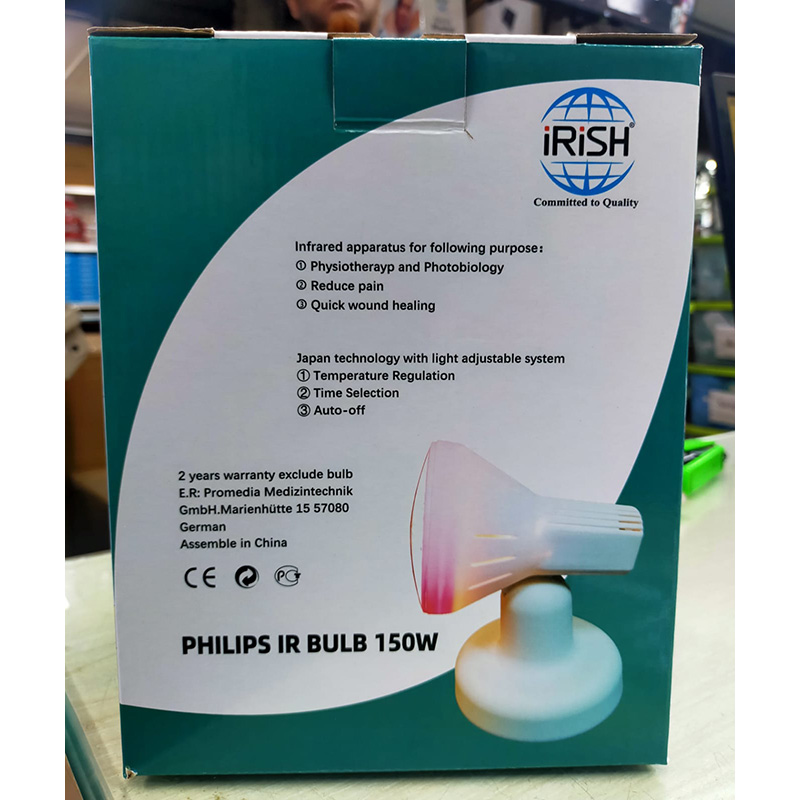 iRiSH®
Committed to Quality
Infrared apparatus for following purpose:
① Physiotherayp and Photobiology
② Reduce pain
③ Quick wound healing
Japan technology with light adjustable system
① Temperature Regulation
② Time Selection
③ Auto-off
2 years warranty exclude bulb
E.R: Promedia Medizintechnik
GmbH.Marienhütte 15 57080
German
Assemble in China
CE PG
PHILIPS IR BULB 150W